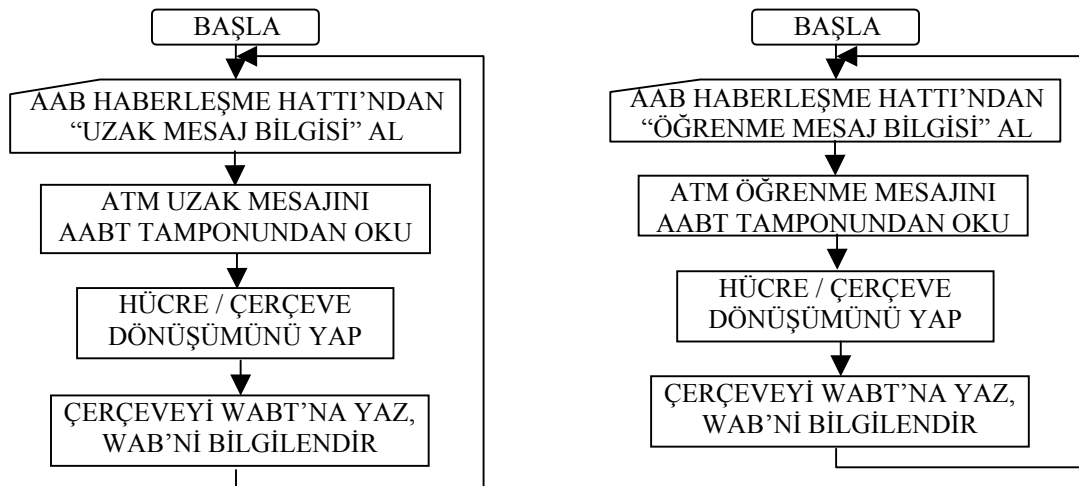 BAŞLA
AAB HABERLEŞME HATTI’NDAN
“UZAK MESAJ BİLGİSİ” AL
ATM UZAK MESAJINI
AABT TAMPONUNDAN OKU
HÜCRE / ÇERÇEVE
DÖNÜŞÜMÜNÜ YAP
ÇERÇEVEYİ WABT’NA YAZ,
WAB’Nİ BİLGİLENDİR
BAŞLA
AAB HABERLEŞME HATTI’NDAN
“ÖĞRENME MESAJ BİLGİSİ” AL
ATM ÖĞRENME MESAJINI
AABT TAMPONUNDAN OKU
HÜCRE / ÇERÇEVE
DÖNÜŞÜMÜNÜ YAP
ÇERÇEVEYİ WABT’NA YAZ,
WAB’Nİ BİLGİLENDİR